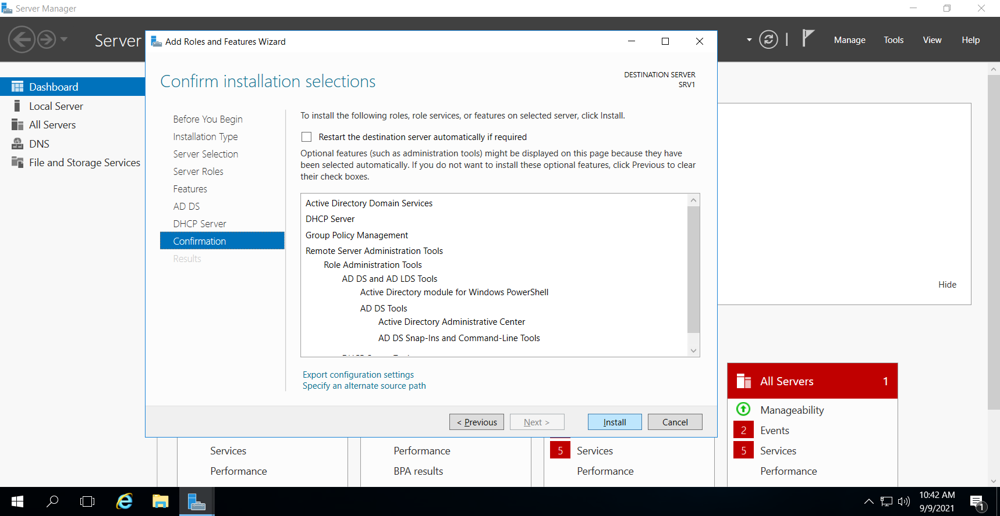 Server Manager
Server
Manage
Tools
View
Help
Dashboard
Local Server
All Servers
DNS
File and Storage Services
Add Roles and Features Wizard
Confirm installation selections
DESTINATION SERVER
SRV1
Before You Begin
Installation Type
Server Selection
Server Roles
Features
AD DS
DHCP Server
Confirmation
Results
To install the following roles, role services, or features on selected server, click Install.
Restart the destination server automatically if required
Optional features (such as administration tools) might be displayed on this page because they have
been selected automatically. If you do not want to install these optional features, click Previous to clear
their check boxes.
Active Directory Domain Services
DHCP Server
Group Policy Management
Remote Server Administration Tools
Role Administration Tools
AD DS and AD LDS Tools
Active Directory module for Windows PowerShell
AD DS Tools
Active Directory Administrative Center
AD DS Snap-Ins and Command-Line Tools
Export configuration settings
Specify an alternate source path
< Previous
Next >
Install
Cancel
Hide
Services
Performance
Performance
BPA results
5 Services
Performance
All Servers 1
Manageability
2 Events
5 Services
Performance
10:42 AM
9/9/2021
1